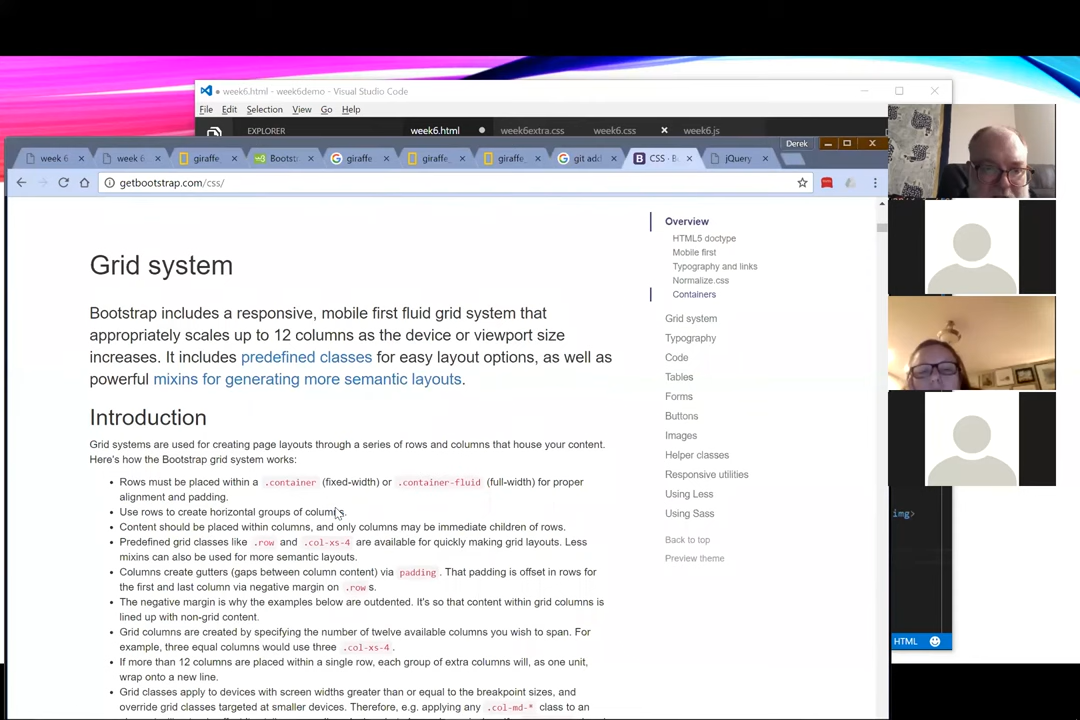 week6.html - week6demo - Visual Studio Code
File Edit Selection View Go Help
EXPLORER week6.html week6extra.css week6.css week6.js
Derek
week 6 week 6 giraffe Bootst giraffe giraffe, giraffe git add CSS · B jQuery
getbootstrap.com/css/
Grid system
Bootstrap includes a responsive, mobile first fluid grid system that
appropriately scales up to 12 columns as the device or viewport size
increases. It includes predefined classes for easy layout options, as well as
powerful mixins for generating more semantic layouts.
Introduction
Grid systems are used for creating page layouts through a series of rows and columns that house your content.
Here's how the Bootstrap grid system works:
Rows must be placed within a .container (fixed-width) or .container-fluid (full-width) for proper
alignment and padding.
Use rows to create horizontal groups of columns.
Content should be placed within columns, and only columns may be immediate children of rows.
Predefined grid classes like .row and .col-xs-4 are available for quickly making grid layouts. Less
mixins can also be used for more semantic layouts.
Columns create gutters (gaps between column content) via padding. That padding is offset in rows for
the first and last column via negative margin on .row s.
The negative margin is why the examples below are outdented. It's so that content within grid columns is
lined up with non-grid content.
Grid columns are created by specifying the number of twelve available columns you wish to span. For
example, three equal columns would use three .col-xs-4.
If more than 12 columns are placed within a single row, each group of extra columns will, as one unit,
wrap onto a new line.
Grid classes apply to devices with screen widths greater than or equal to the breakpoint sizes, and
override grid classes targeted at smaller devices. Therefore, e.g. applying any .col-md-* class to an
Overview
HTML5 doctype
Mobile first
Typography and links
Normalize.css
Containers
Grid system
Typography
Code
Tables
Forms
Buttons
Images
Helper classes
Responsive utilities
Using Less
Using Sass
Back to top
Preview theme
img>
HTML